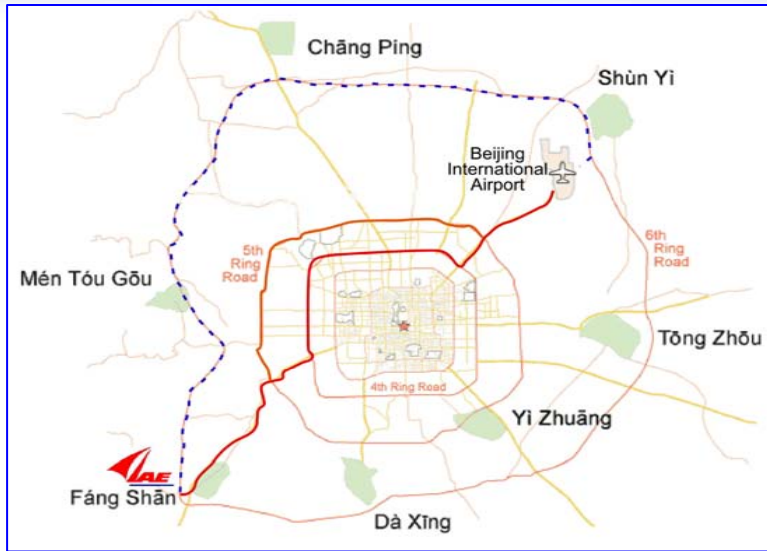 Chāng Píng
Shùn Yì
Beijing
International
Airport
5th
Ring
Road
6th
Ring
Road
Mén Tóu Gōu
Tōng Zhōu
4th Ring Road
Yì Zhuāng
IAE
Fáng Shān
Dà Xīng